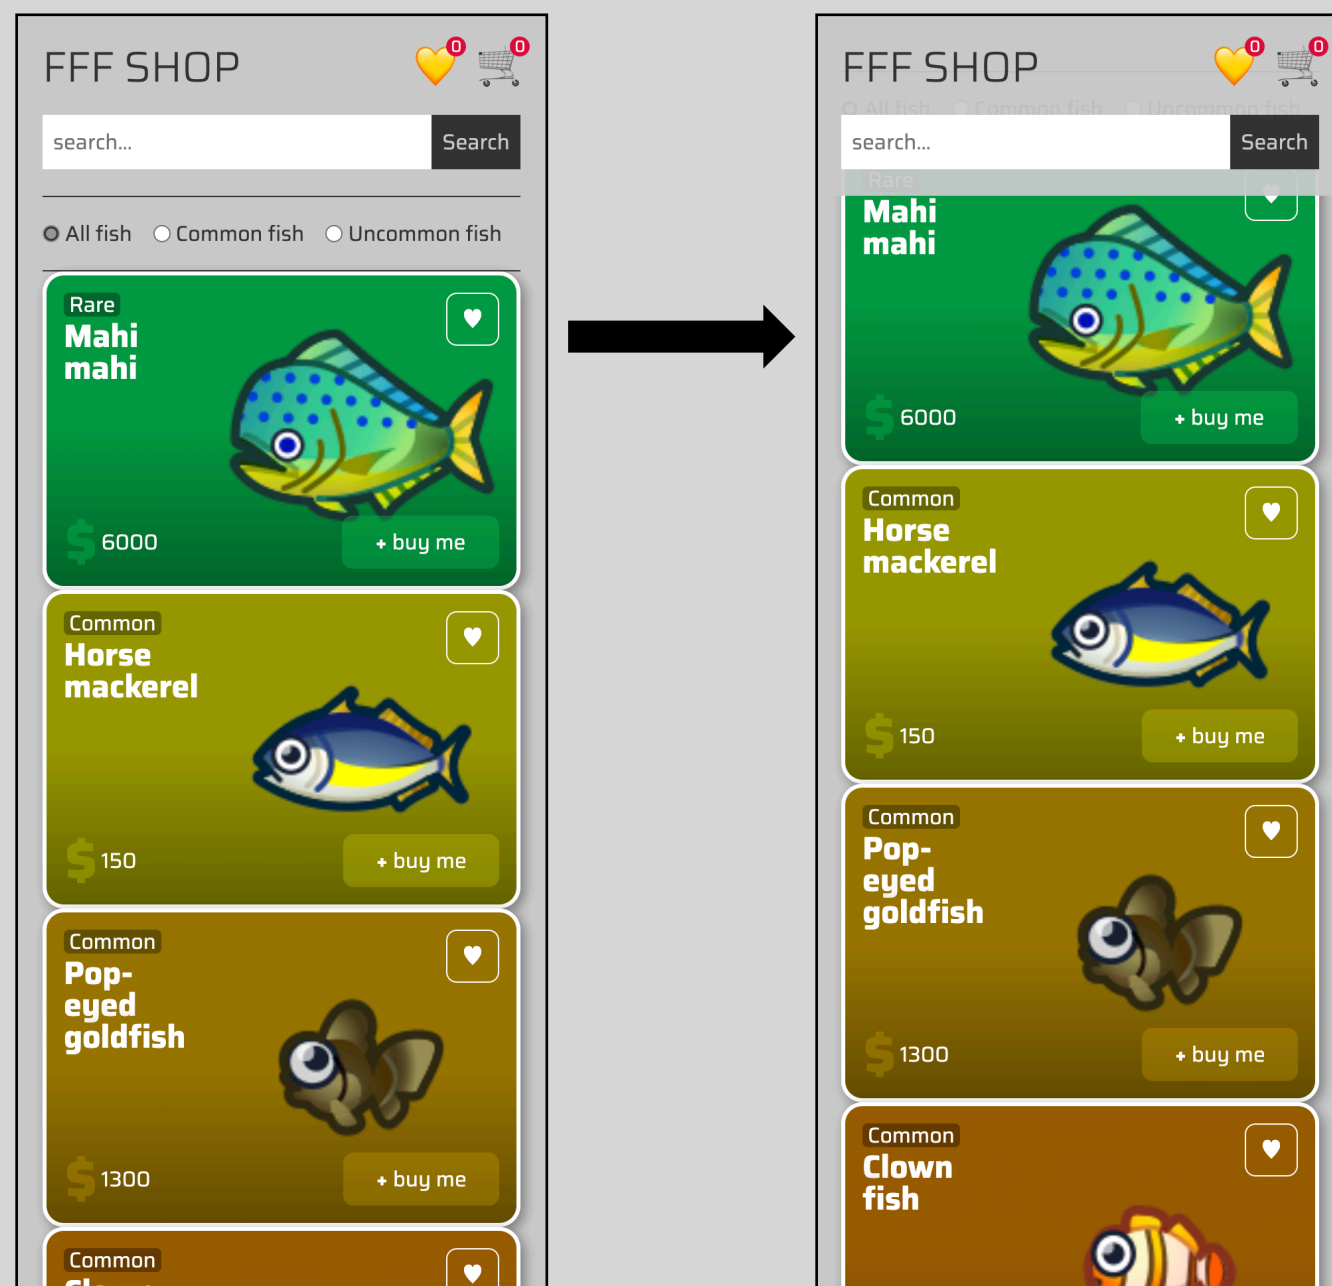 FFF SHOP
0
0
search...
Search
All fish
Common fish
Uncommon fish
Rare
Mahi
mahi
$ 6000
+ buy me
Common
Horse
mackerel
$ 150
+ buy me
Common
Pop-
eyed
goldfish
$ 1300
+ buy me
Common
FFF SHOP
0
0
All fish
Common fish
Uncommon fish
search...
Search
Rare
Mahi
mahi
$ 6000
+ buy me
Common
Horse
mackerel
$ 150
+ buy me
Common
Pop-
eyed
goldfish
$ 1300
+ buy me
Common
Clown
fish